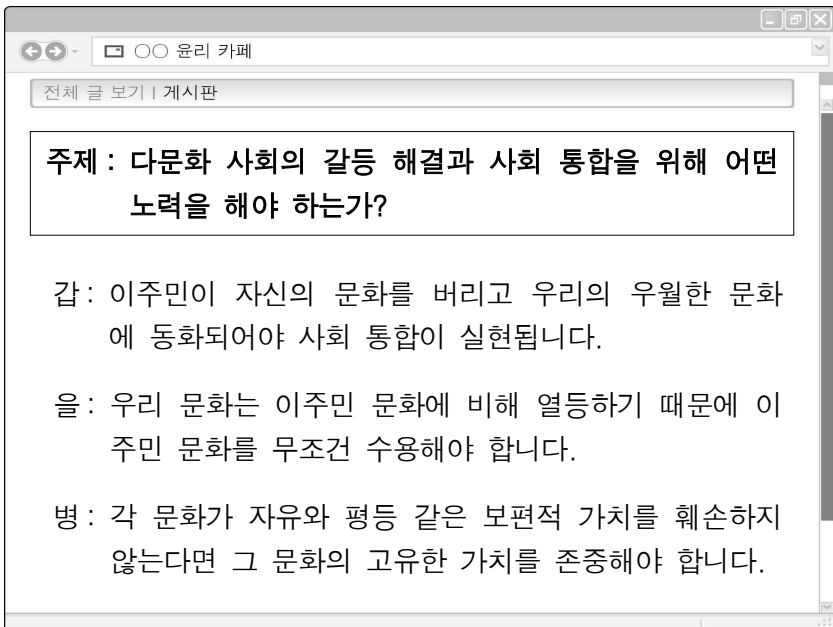 ○○ 윤리 카페
전체 글 보기 | 게시판
주제 : 다문화 사회의 갈등 해결과 사회 통합을 위해 어떤
노력을 해야 하는가?
갑 : 이주민이 자신의 문화를 버리고 우리의 우월한 문화
에 동화되어야 사회 통합이 실현됩니다.
을 : 우리 문화는 이주민 문화에 비해 열등하기 때문에 이
주민 문화를 무조건 수용해야 합니다.
병 : 각 문화가 자유와 평등 같은 보편적 가치를 훼손하지
않는다면 그 문화의 고유한 가치를 존중해야 합니다.